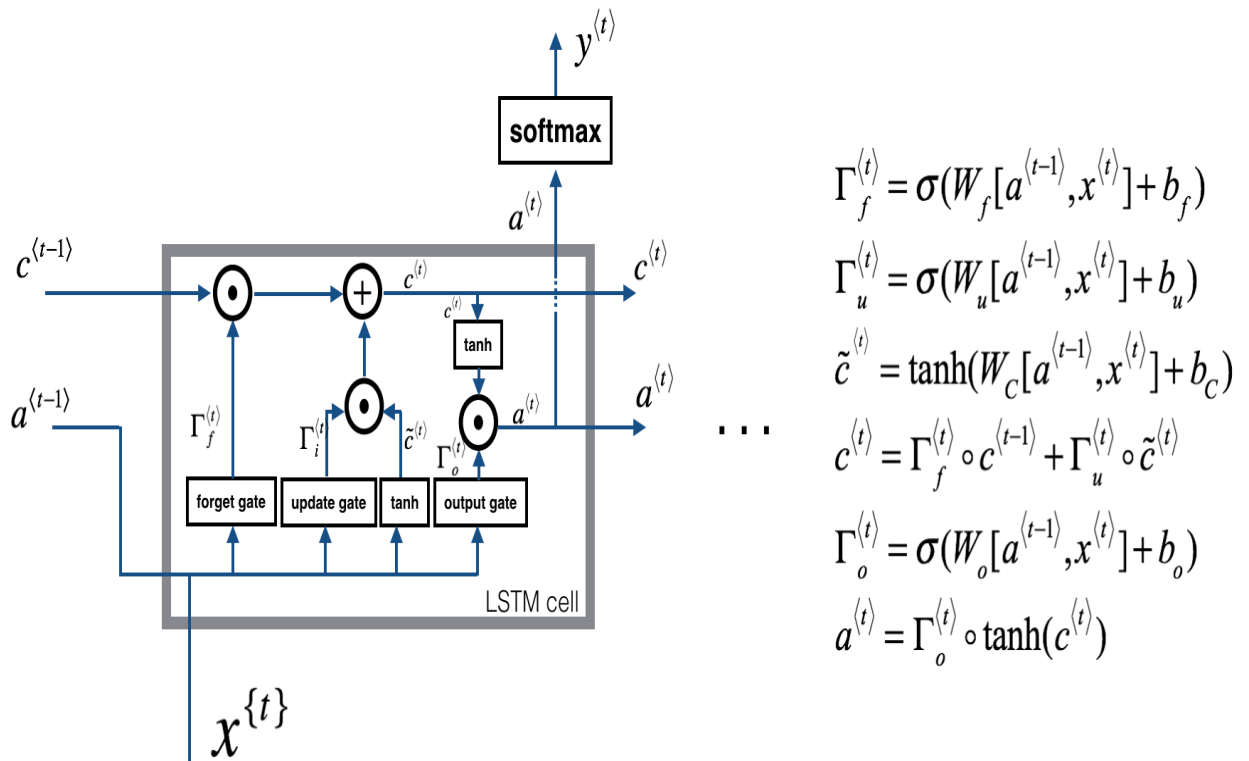 y⟨t⟩
softmax
a⟨t⟩
c⟨t−1⟩
c⟨t⟩
c⟨t⟩
c⟨t⟩
tanh
a⟨t−1⟩
a⟨t⟩
a⟨t⟩
Γf⟨t⟩
Γi⟨t⟩
c̃⟨t⟩
Γo⟨t⟩
forget gate
update gate
tanh
output gate
LSTM cell
x{t}
...
Γf⟨t⟩ = σ(Wf[a⟨t−1⟩, x⟨t⟩] + bf)
Γu⟨t⟩ = σ(Wu[a⟨t−1⟩, x⟨t⟩] + bu)
c̃⟨t⟩ = tanh(WC[a⟨t−1⟩, x⟨t⟩] + bC)
c⟨t⟩ = Γf⟨t⟩ ∘ c⟨t−1⟩ + Γu⟨t⟩ ∘ c̃⟨t⟩
Γo⟨t⟩ = σ(Wo[a⟨t−1⟩, x⟨t⟩] + bo)
a⟨t⟩ = Γo⟨t⟩ ∘ tanh(c⟨t⟩)